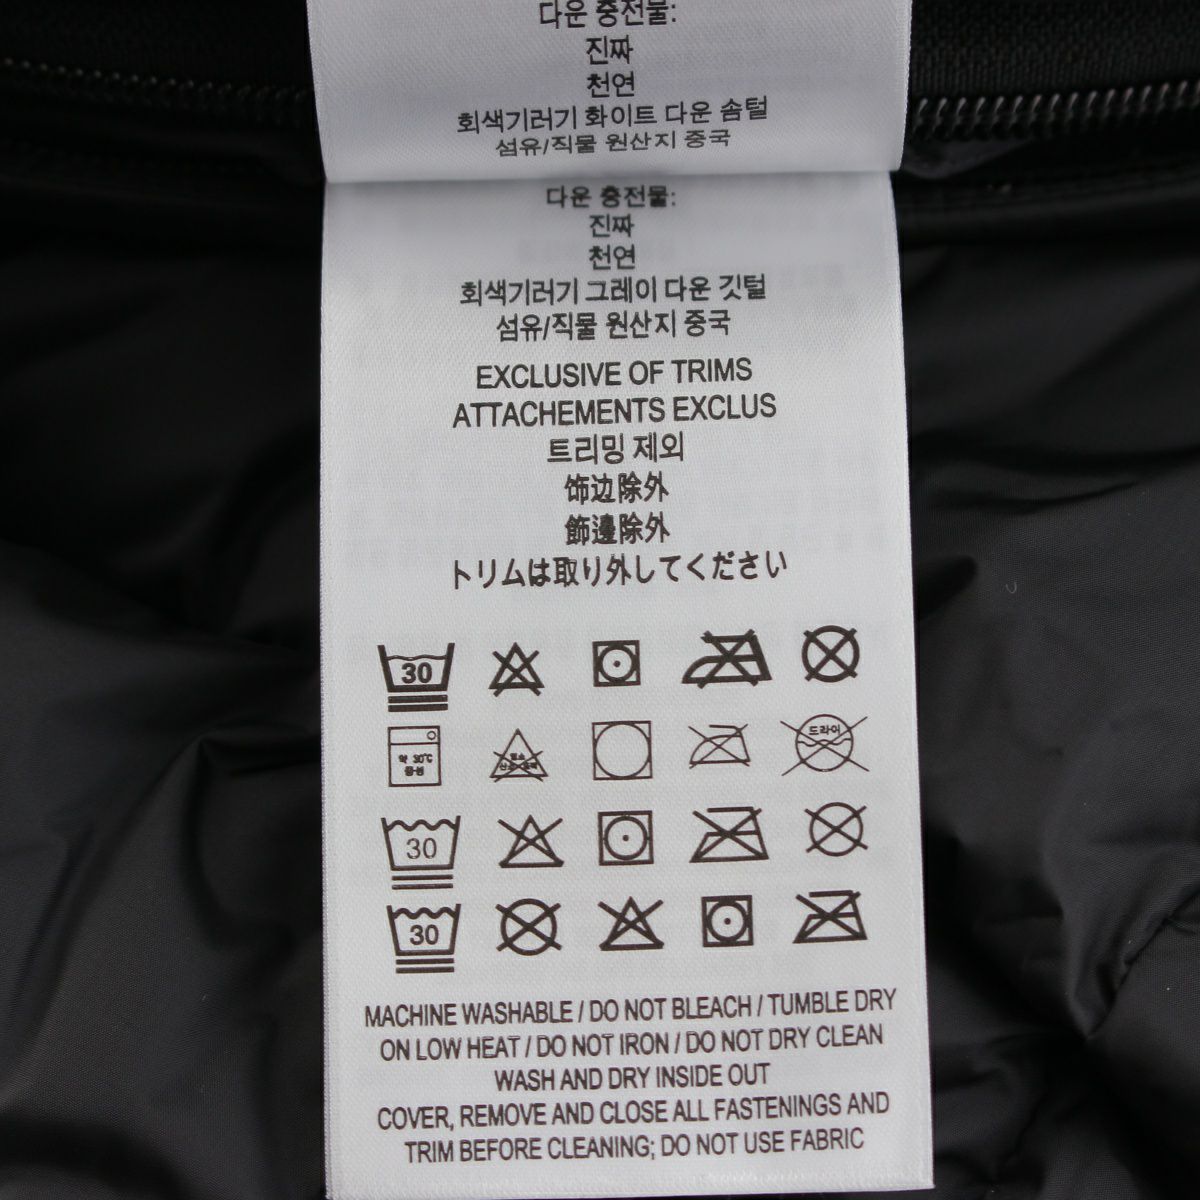 다운 충전물:
진짜
천연
회색기러기 화이트 다운 솜털
섬유/직물 원산지 중국
다운 충전물:
진짜
천연
회색기러기 그레이 다운 깃털
섬유/직물 원산지 중국
EXCLUSIVE OF TRIMS
ATTACHEMENTS EXCLUS
트리밍 제외
饰边除外
飾邊除外
トリムは取り外してください
30
약 30℃
드라이
30
30
MACHINE WASHABLE / DO NOT BLEACH / TUMBLE DRY
ON LOW HEAT / DO NOT IRON / DO NOT DRY CLEAN
WASH AND DRY INSIDE OUT
COVER, REMOVE AND CLOSE ALL FASTENINGS AND
TRIM BEFORE CLEANING; DO NOT USE FABRIC